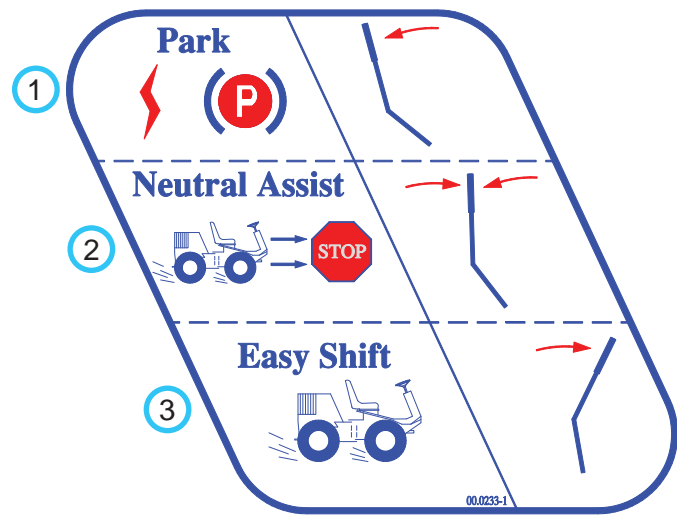 Park
1
P
Neutral Assist
2
STOP
Easy Shift
3
00.0233-1